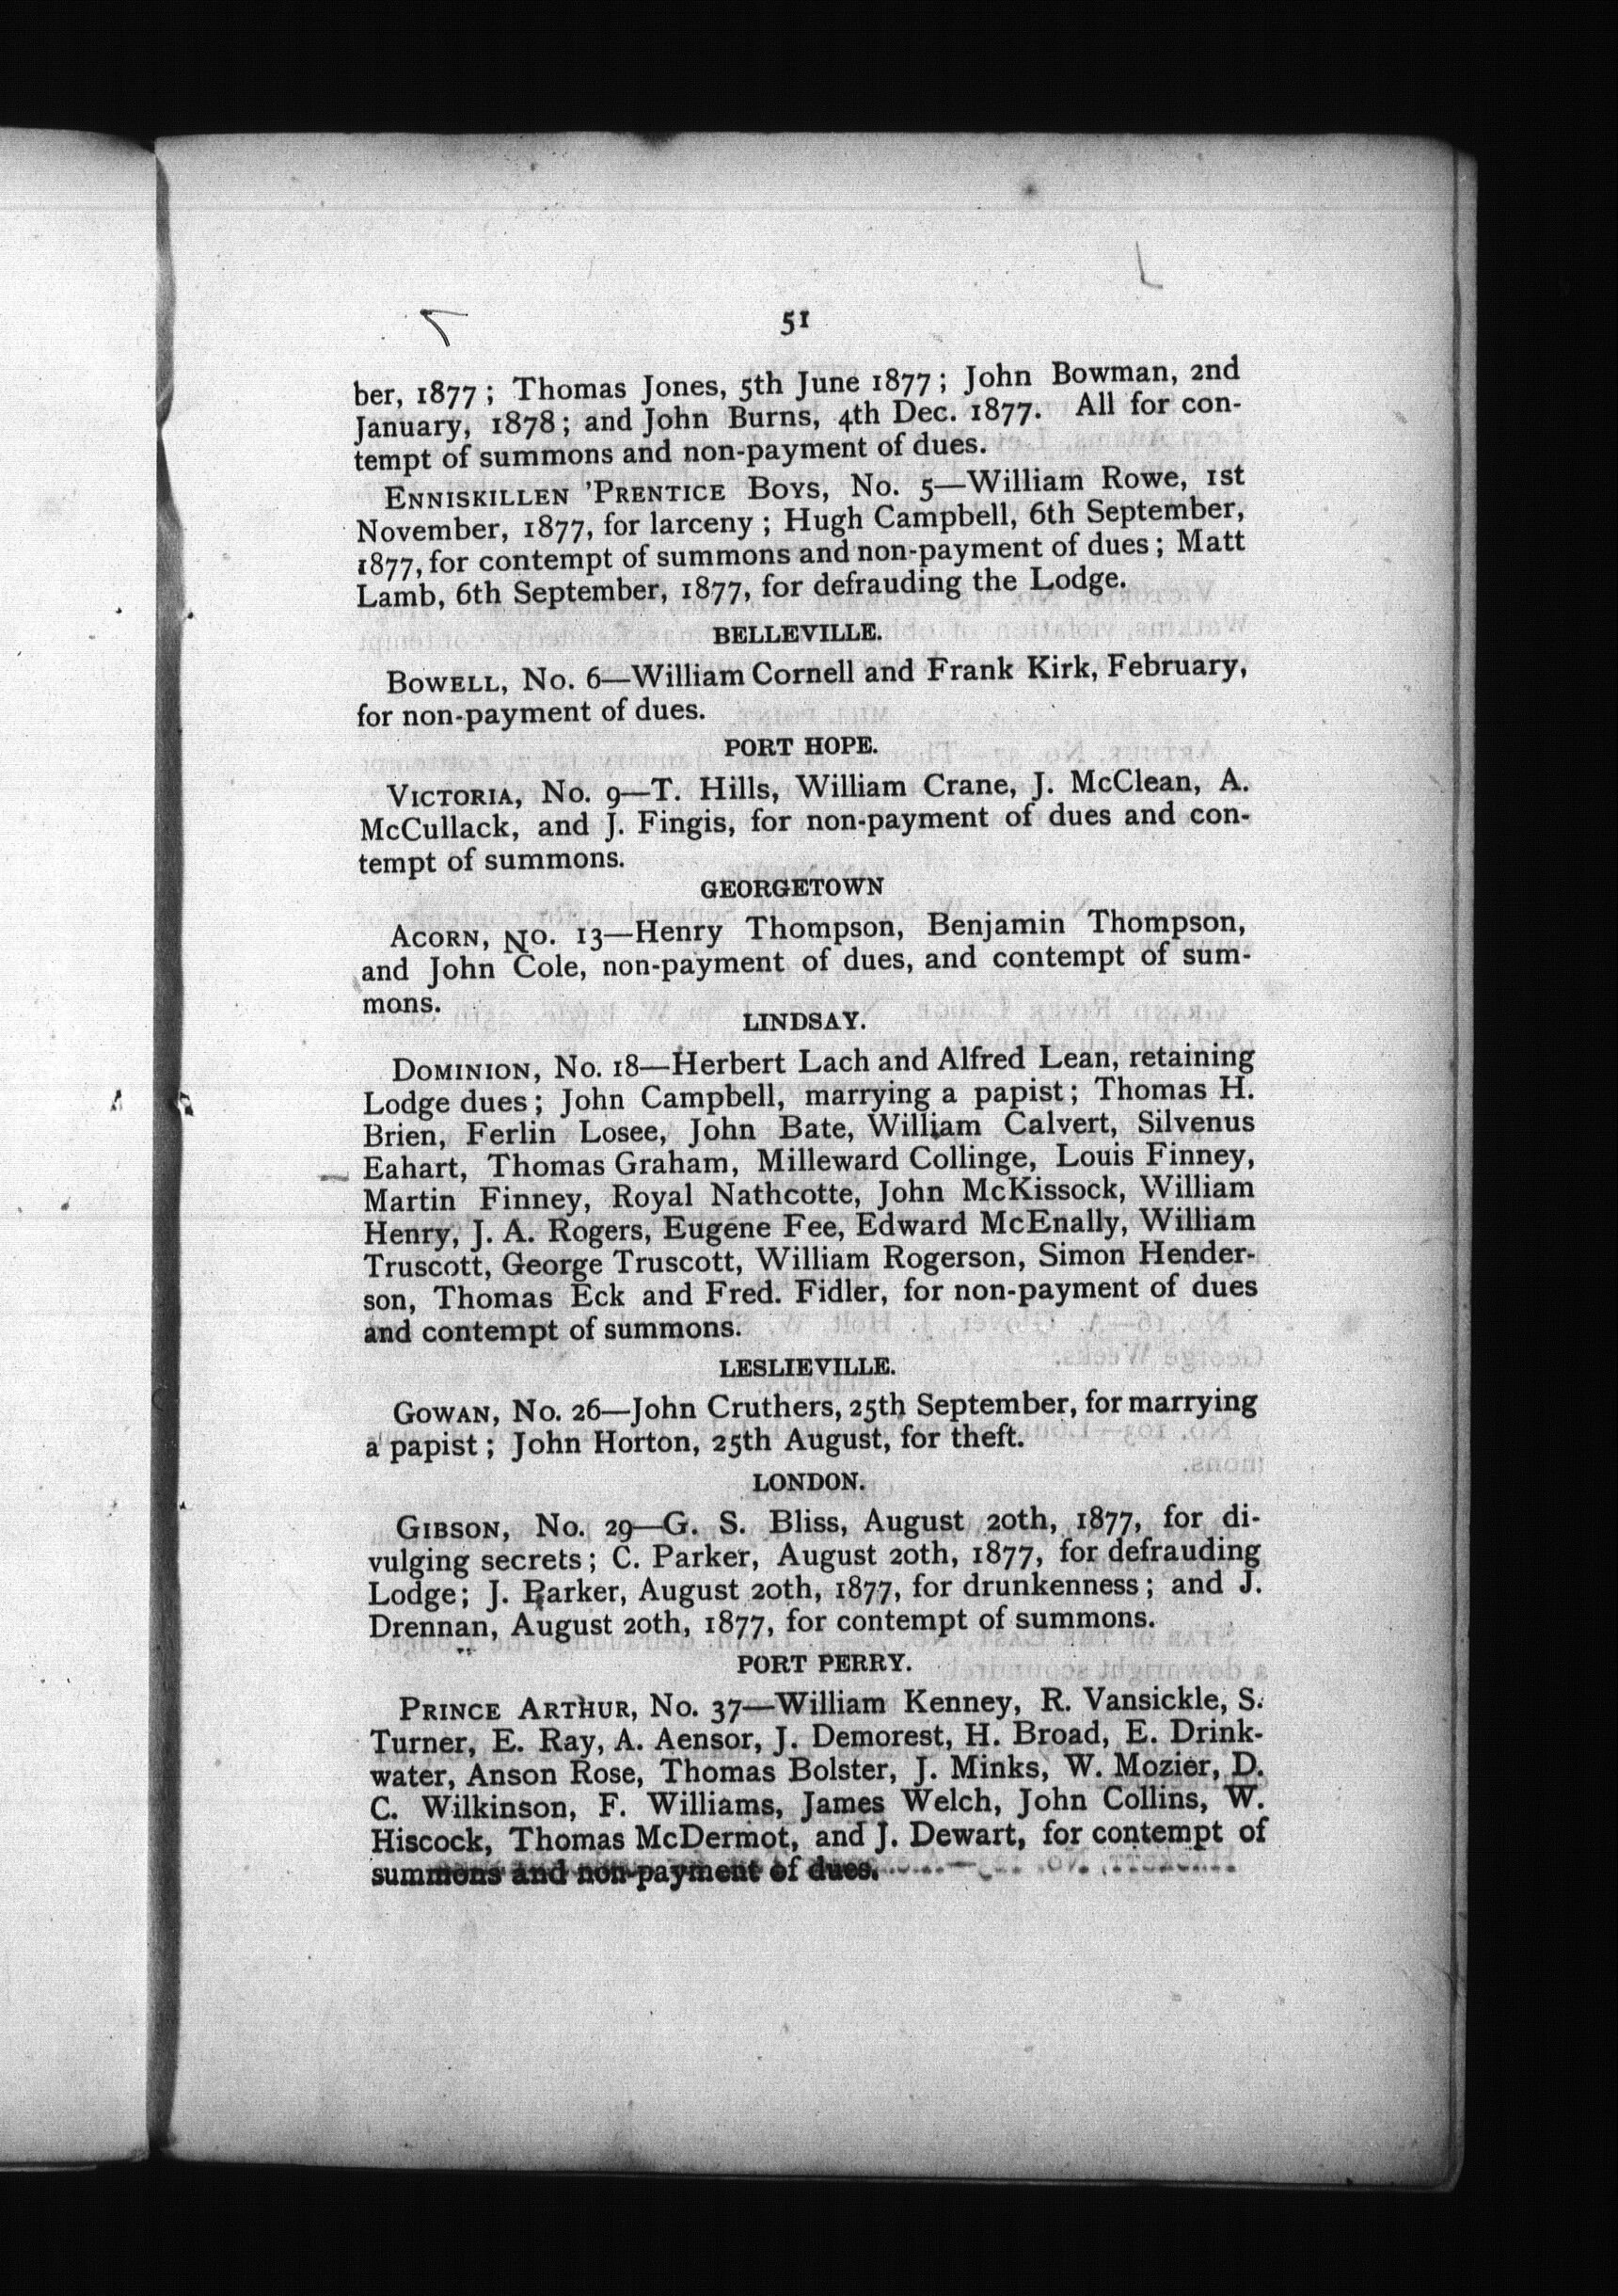 51
ber, 1877 ; Thomas Jones, 5th June 1877 ; John Bowman, 2nd
January, 1878 ; and John Burns, 4th Dec. 1877. All for con-
tempt of summons and non-payment of dues.
ENNISKILLEN 'PRENTICE BOYS, No. 5—William Rowe, 1st
November, 1877, for larceny ; Hugh Campbell, 6th September,
1877, for contempt of summons and non-payment of dues ; Matt
Lamb, 6th September, 1877, for defrauding the Lodge.
BELLEVILLE.
BOWELL, No. 6—William Cornell and Frank Kirk, February,
for non-payment of dues.
PORT HOPE.
VICTORIA, No. 9—T. Hills, William Crane, J. McClean, A.
McCullack, and J. Fingis, for non-payment of dues and con-
tempt of summons.
GEORGETOWN
ACORN, No. 13—Henry Thompson, Benjamin Thompson,
and John Cole, non-payment of dues, and contempt of sum-
mons.
LINDSAY.
DOMINION, No. 18—Herbert Lach and Alfred Lean, retaining
Lodge dues ; John Campbell, marrying a papist ; Thomas H.
Brien, Ferlin Losee, John Bate, William Calvert, Silvenus
Eahart, Thomas Graham, Milleward Collinge, Louis Finney,
Martin Finney, Royal Nathcotte, John McKissock, William
Henry, J. A. Rogers, Eugene Fee, Edward McEnally, William
Truscott, George Truscott, William Rogerson, Simon Hender-
son, Thomas Eck and Fred. Fidler, for non-payment of dues
and contempt of summons.
LESLIEVILLE.
GOWAN, No. 26—John Cruthers, 25th September, for marrying
a papist ; John Horton, 25th August, for theft.
LONDON.
GIBSON, No. 29—G. S. Bliss, August 20th, 1877, for di-
vulging secrets ; C. Parker, August 20th, 1877, for defrauding
Lodge; J. Parker, August 20th, 1877, for drunkenness ; and J.
Drennan, August 20th, 1877, for contempt of summons.
PORT PERRY.
PRINCE ARTHUR, No. 37—William Kenney, R. Vansickle, S.
Turner, E. Ray, A. Aensor, J. Demorest, H. Broad, E. Drink-
water, Anson Rose, Thomas Bolster, J. Minks, W. Mozier, D.
C. Wilkinson, F. Williams, James Welch, John Collins, W.
Hiscock, Thomas McDermot, and J. Dewart, for contempt of
summons and non-payment of dues.